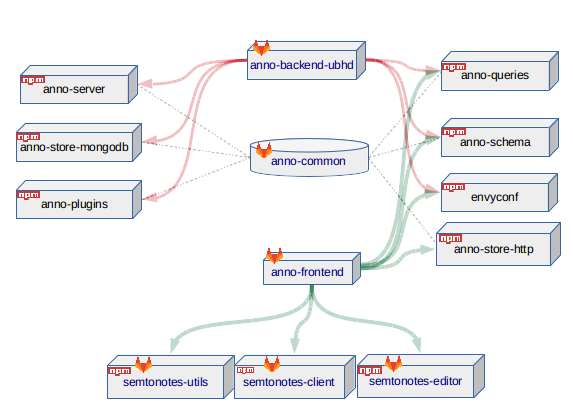 anno-backend-ubhd
npm
anno-queries
npm
anno-server
npm
anno-store-mongodb
npm
anno-schema
anno-common
npm
anno-plugins
npm
envyconf
npm
anno-store-http
anno-frontend
npm
semtonotes-utils
npm
semtonotes-client
npm
semtonotes-editor